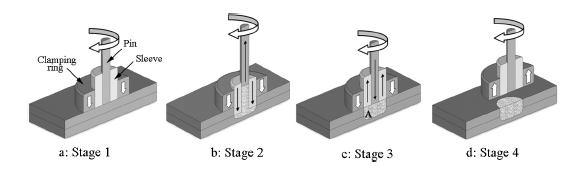 Pin
Clamping
ring
Sleeve
A
a: Stage 1
b: Stage 2
c: Stage 3
d: Stage 4